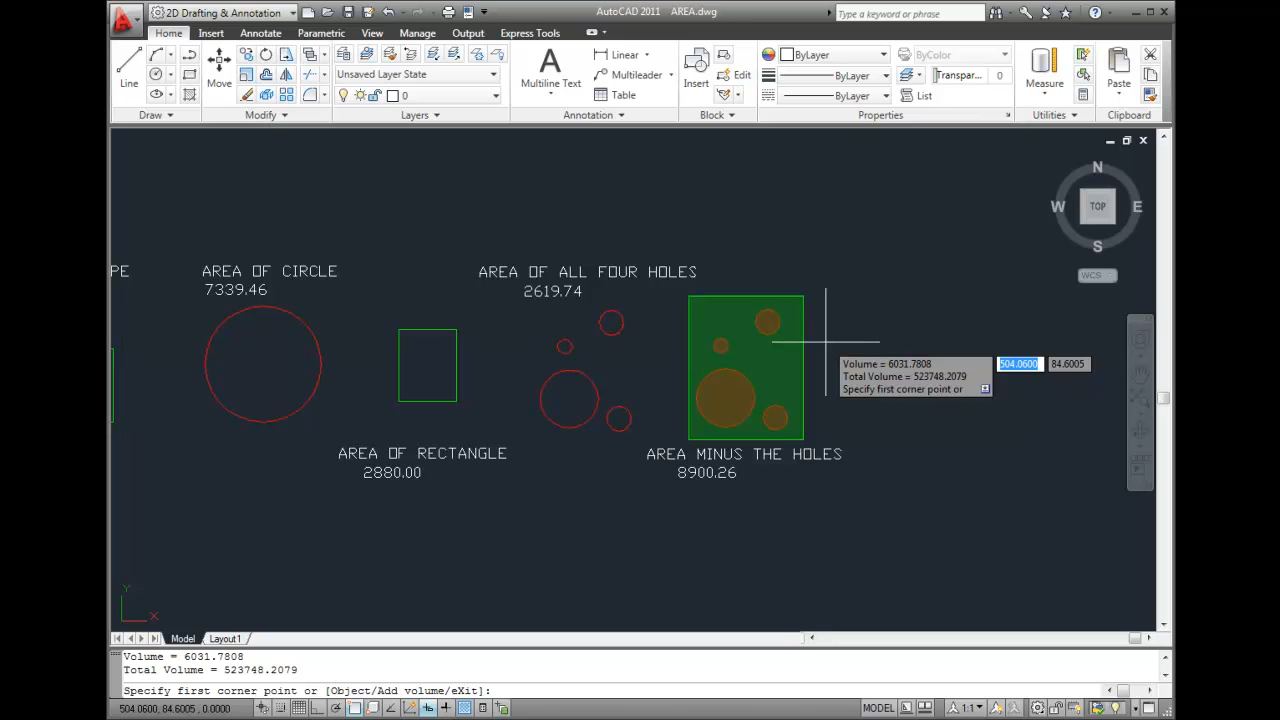 2D Drafting & Annotation
AutoCAD 2011 AREA.dwg
Type a keyword or phrase
Home Insert Annotate Parametric View Manage Output Express Tools
Line
Move
Unsaved Layer State
0
Multiline Text
Linear
Multileader
Table
Insert
Edit
ByLayer
ByLayer
ByLayer
ByColor
Transpar... 0
List
Measure
Paste
Draw Modify Layers Annotation Block Properties Utilities Clipboard
N
W TOP E
S
WCS
PE
AREA OF CIRCLE
7339.46
AREA OF ALL FOUR HOLES
2619.74
Volume = 6031.7808
Total Volume = 523748.2079
Specify first corner point or
504.0600 84.6005
AREA OF RECTANGLE
2880.00
AREA MINUS THE HOLES
8900.26
Y
X
Model Layout1
Volume = 6031.7808
Total Volume = 523748.2079
Specify first corner point or [Object/Add volume/eXit]:
504.0600, 84.6005 , 0.0000
MODEL
1:1